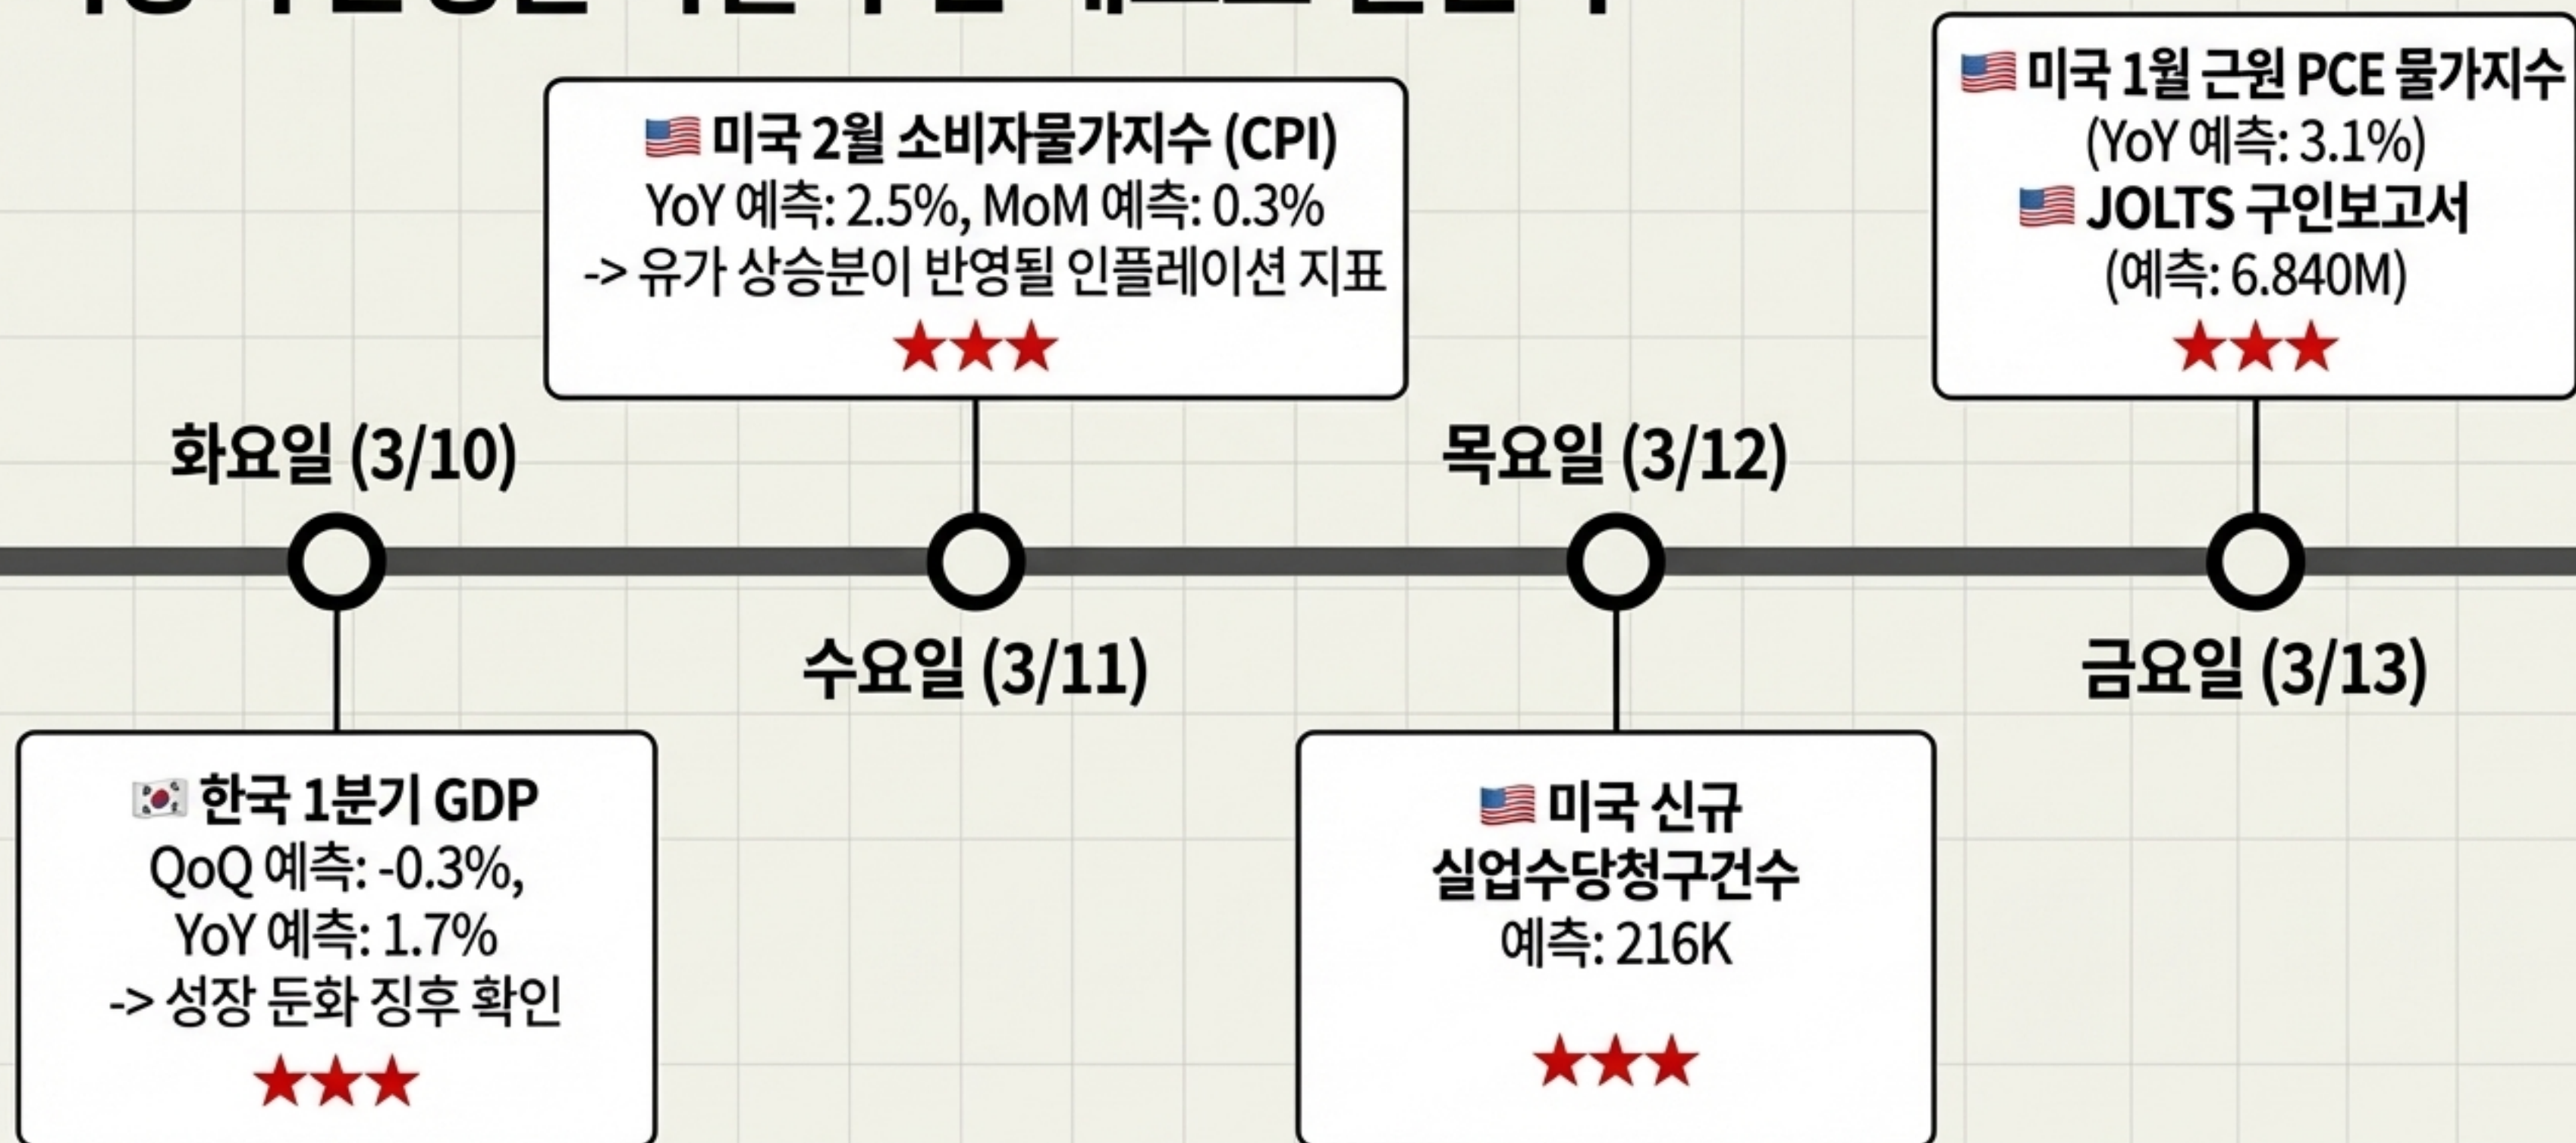 미국 1월 근원 PCE 물가지수
(YoY 예측: 3.1%)
JOLTS 구인보고서
(예측: 6.840M)
★★★
미국 2월 소비자물가지수 (CPI)
YoY 예측: 2.5%, MoM 예측: 0.3%
-> 유가 상승분이 반영될 인플레이션 지표
★★★
화요일 (3/10)
목요일 (3/12)
수요일 (3/11)
금요일 (3/13)
한국 1분기 GDP
QoQ 예측: -0.3%,
YoY 예측: 1.7%
-> 성장 둔화 징후 확인
★★★
미국 신규
실업수당청구건수
예측: 216K
★★★